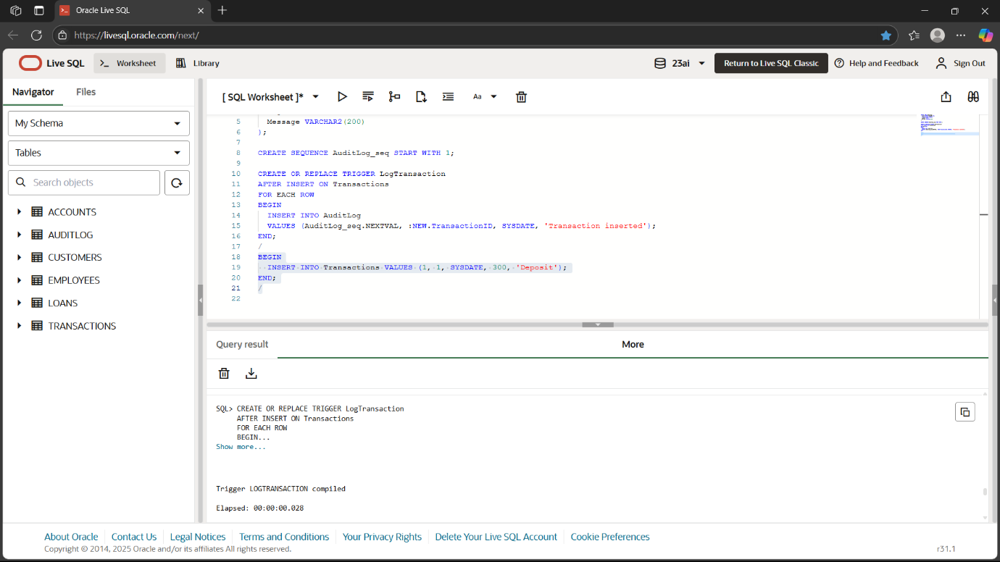 Oracle Live SQL
https://livesql.oracle.com/next/
Live SQL
Worksheet
Library
23ai
Return to Live SQL Classic
Help and Feedback
Sign Out
Navigator
Files
[ SQL Worksheet ]*
Aa
My Schema
Tables
Search objects
ACCOUNTS
AUDITLOG
CUSTOMERS
EMPLOYEES
LOANS
TRANSACTIONS
5 Message VARCHAR2(200)
6 );
7
8 CREATE SEQUENCE AuditLog_seq START WITH 1;
9
10 CREATE OR REPLACE TRIGGER LogTransaction
11 AFTER INSERT ON Transactions
12 FOR EACH ROW
13 BEGIN
14 INSERT INTO AuditLog
15 VALUES (AuditLog_seq.NEXTVAL, :NEW.TransactionID, SYSDATE, 'Transaction inserted');
16 END;
17 /
18 BEGIN
19 INSERT INTO Transactions VALUES (1, 1, SYSDATE, 300, 'Deposit');
20 END;
21 /
22
Query result
More
SQL> CREATE OR REPLACE TRIGGER LogTransaction
AFTER INSERT ON Transactions
FOR EACH ROW
BEGIN...
Show more...
Trigger LOGTRANSACTION compiled
Elapsed: 00:00:00.028
About Oracle
Contact Us
Legal Notices
Terms and Conditions
Your Privacy Rights
Delete Your Live SQL Account
Cookie Preferences
Copyright © 2014, 2025 Oracle and/or its affiliates All rights reserved.
r31.1